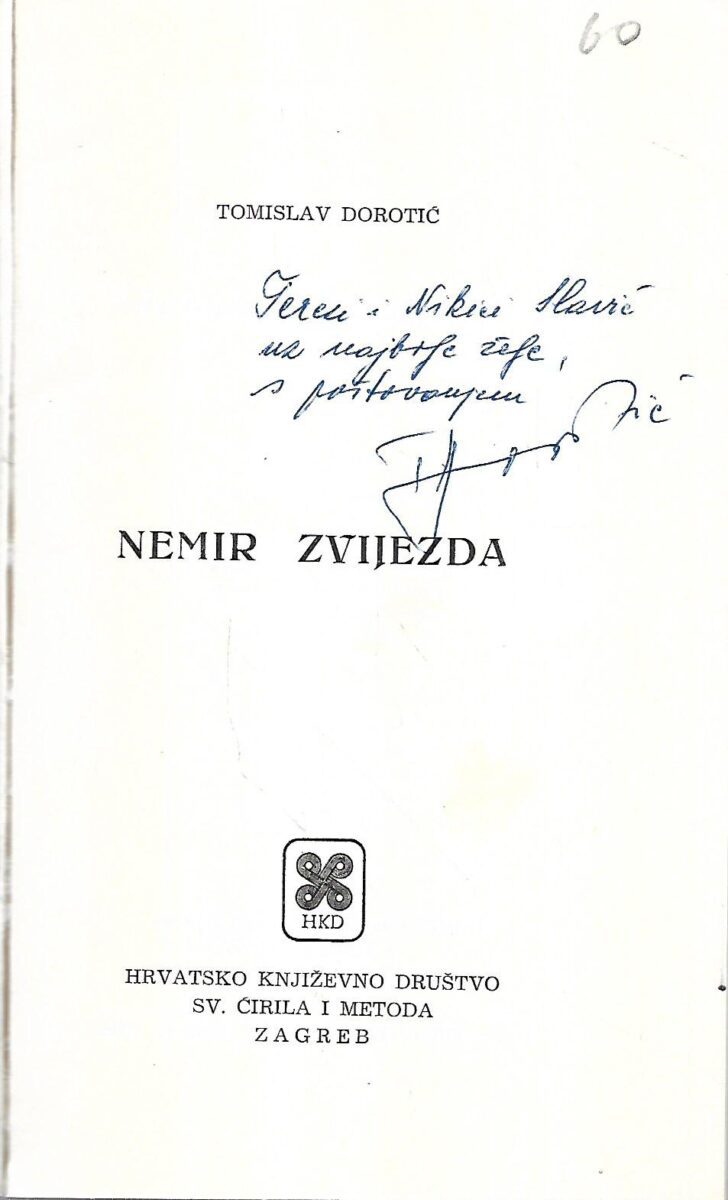 60
TOMISLAV DOROTIĆ
Terezi i Nikici Slavić
uz najbolje želje,
s poštovanjem
NEMIR ZVIJEZDA
HKD
HRVATSKO KNJIŽEVNO DRUŠTVO
SV. ĆIRILA I METODA
ZAGREB